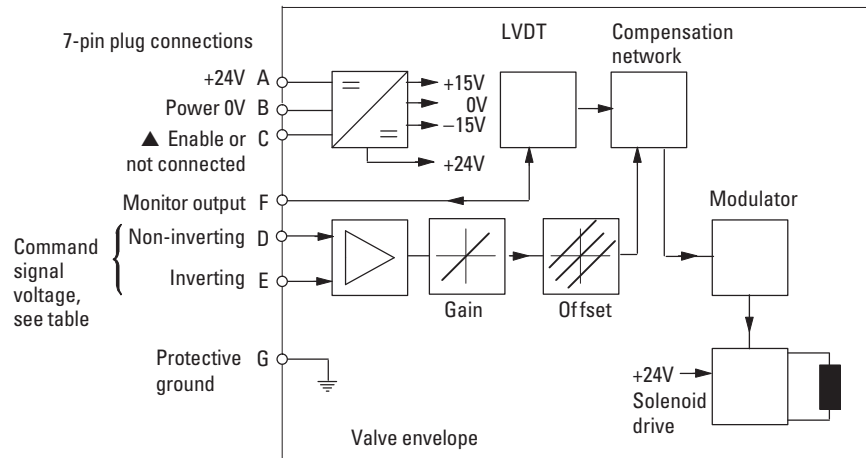 7-pin plug connections
+24V A
Power 0V B
▲ Enable or C
not connected
Monitor output F
Command
signal
voltage,
see table
Non-inverting D
Inverting E
Protective G
ground
+15V
0V
–15V
+24V
LVDT
Compensation
network
Gain
Offset
Modulator
+24V
Solenoid
drive
Valve envelope